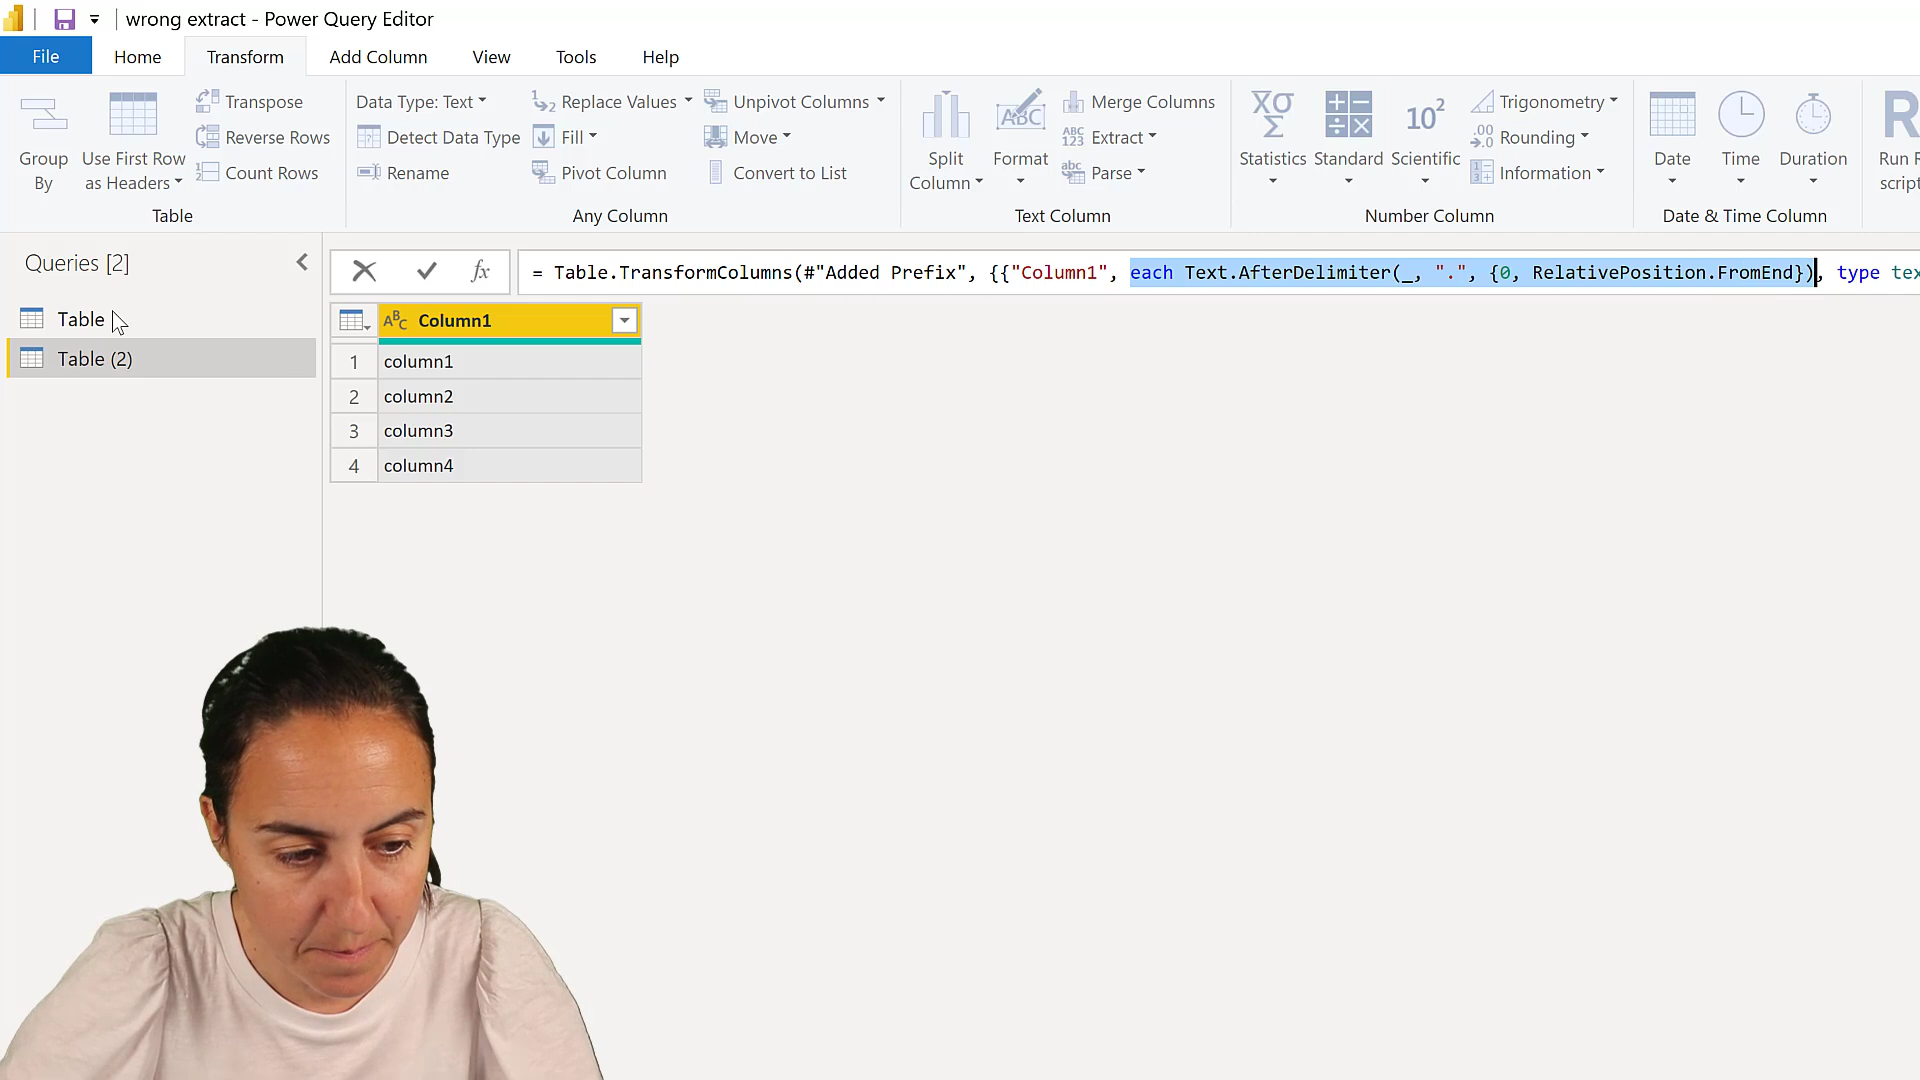 wrong extract - Power Query Editor
File Home Transform Add Column View Tools Help
Group By
Use First Row as Headers
Transpose
Reverse Rows
Count Rows
Table
Data Type: Text
Detect Data Type
Rename
Replace Values
Fill
Pivot Column
Unpivot Columns
Move
Convert to List
Any Column
Split Column
Format
Merge Columns
Extract
Parse
Text Column
Statistics
Standard
Scientific
Trigonometry
Rounding
Information
Number Column
Date
Time
Duration
Date & Time Column
Run R
script
Queries [2]
Table
Table (2)
= Table.TransformColumns(#"Added Prefix", {{"Column1", each Text.AfterDelimiter(_, ".", {0, RelativePosition.FromEnd}), type tex
Column1
1 column1
2 column2
3 column3
4 column4